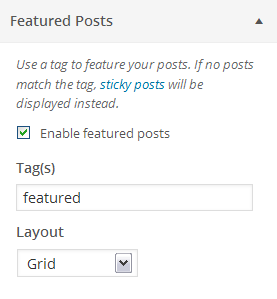 Featured Posts
Use a tag to feature your posts. If no posts
match the tag, sticky posts will be
displayed instead.
Enable featured posts
Tag(s)
featured
Layout
Grid